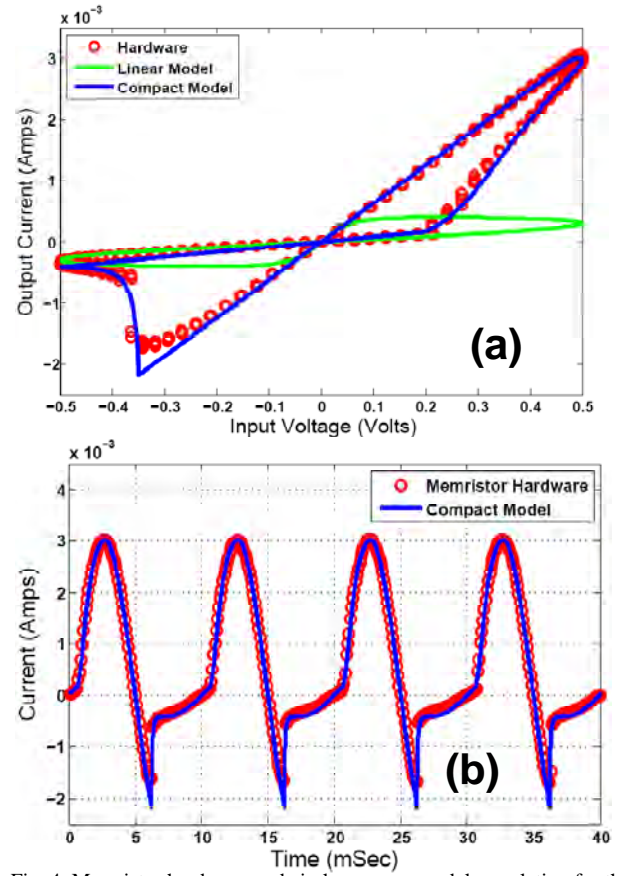 x 10⁻³
Output Current (Amps)
3
2
1
0
−1
−2
Hardware
Linear Model
Compact Model
(a)
−0.5 −0.4 −0.3 −0.2 −0.1 0 0.1 0.2 0.3 0.4 0.5
Input Voltage (Volts)
x 10⁻³
Current (Amps)
4
3
2
1
0
−1
−2
Memristor Hardware
Compact Model
(b)
0 5 10 15 20 25 30 35 40
Time (mSec)